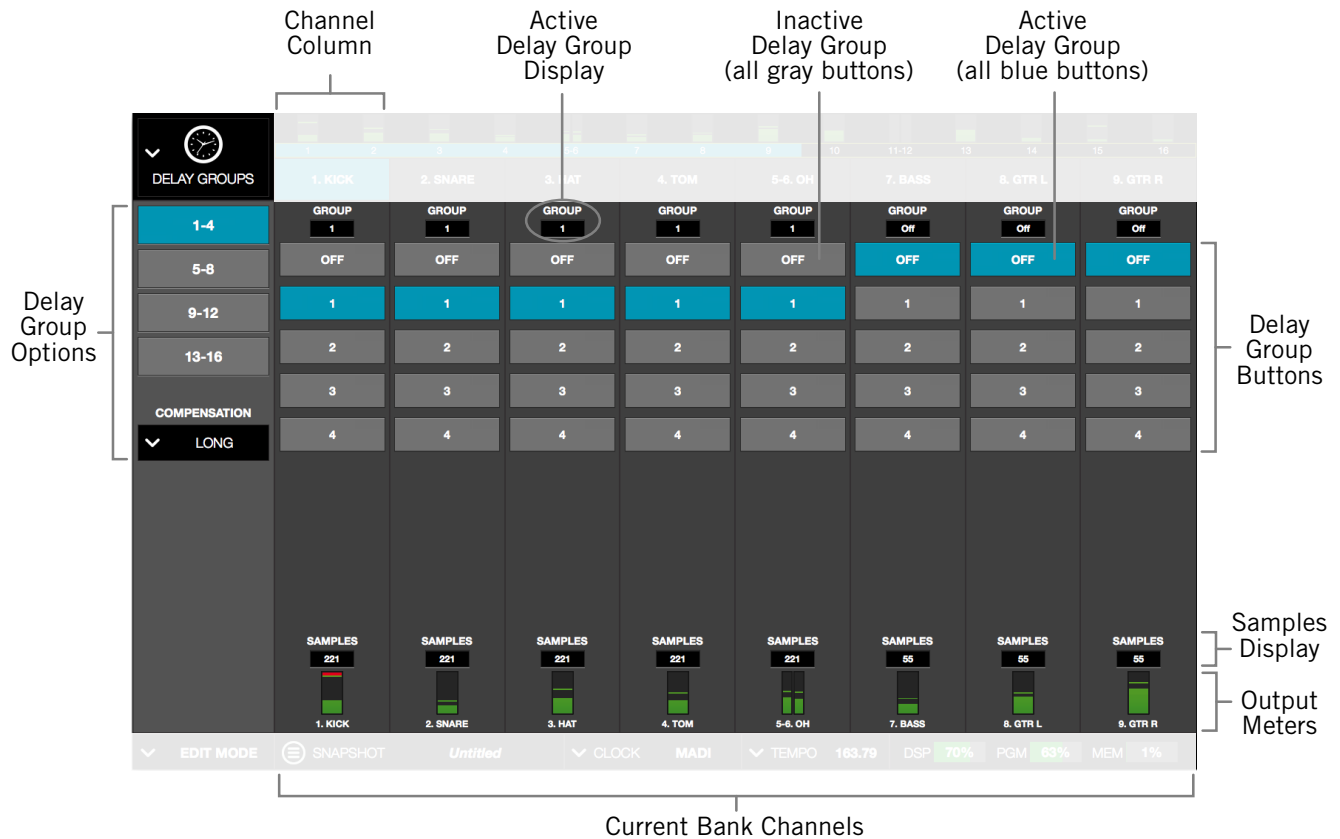 Channel
Column
Active
Delay Group
Display
Inactive
Delay Group
(all gray buttons)
Active
Delay Group
(all blue buttons)
DELAY GROUPS
1 2 3 4 5-6 7 8 9 10 11-12 13 14 15 16
1. KICK 2. SNARE 3. HAT 4. TOM 5-6. OH 7. BASS 8. GTR L 9. GTR R
Delay
Group
Options
1-4
5-8
9-12
13-16
COMPENSATION
LONG
GROUP GROUP GROUP GROUP GROUP GROUP GROUP GROUP
1 1 1 1 1 Off Off Off
OFF OFF OFF OFF OFF OFF OFF OFF
1 1 1 1 1 1 1 1
2 2 2 2 2 2 2 2
3 3 3 3 3 3 3 3
4 4 4 4 4 4 4 4
Delay
Group
Buttons
SAMPLES SAMPLES SAMPLES SAMPLES SAMPLES SAMPLES SAMPLES SAMPLES
221 221 221 221 221 55 55 55
Samples
Display
1. KICK 2. SNARE 3. HAT 4. TOM 5-6. OH 7. BASS 8. GTR L 9. GTR R
Output
Meters
EDIT MODE SNAPSHOT Untitled CLOCK MADI TEMPO 163.79 DSP 70% PGM 63% MEM 1%
Current Bank Channels